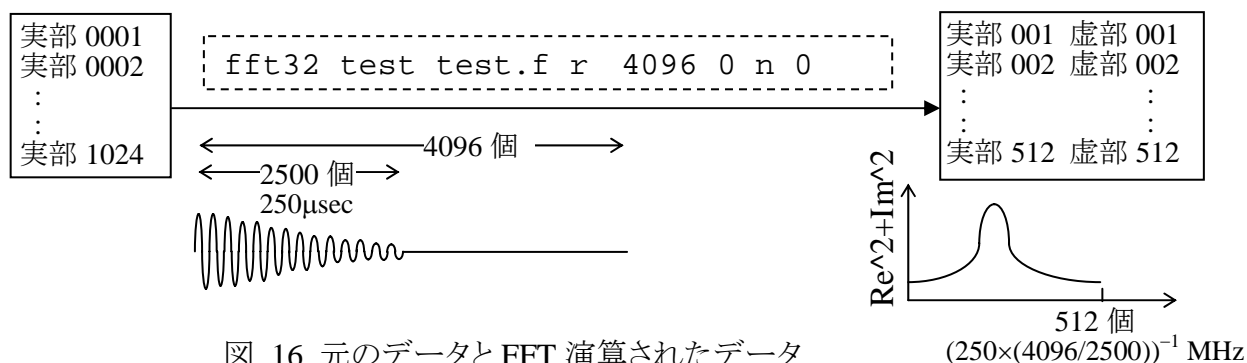 実部 0001
実部 0002
:
:
実部 1024
fft32 test test.f r 4096 0 n 0
実部 001 虚部 001
実部 002 虚部 002
: :
: :
実部 512 虚部 512
4096 個
2500 個
250μsec
Re^2+Im^2
512 個
(250×(4096/2500))⁻¹ MHz
図 16 元のデータと FFT 演算されたデータ